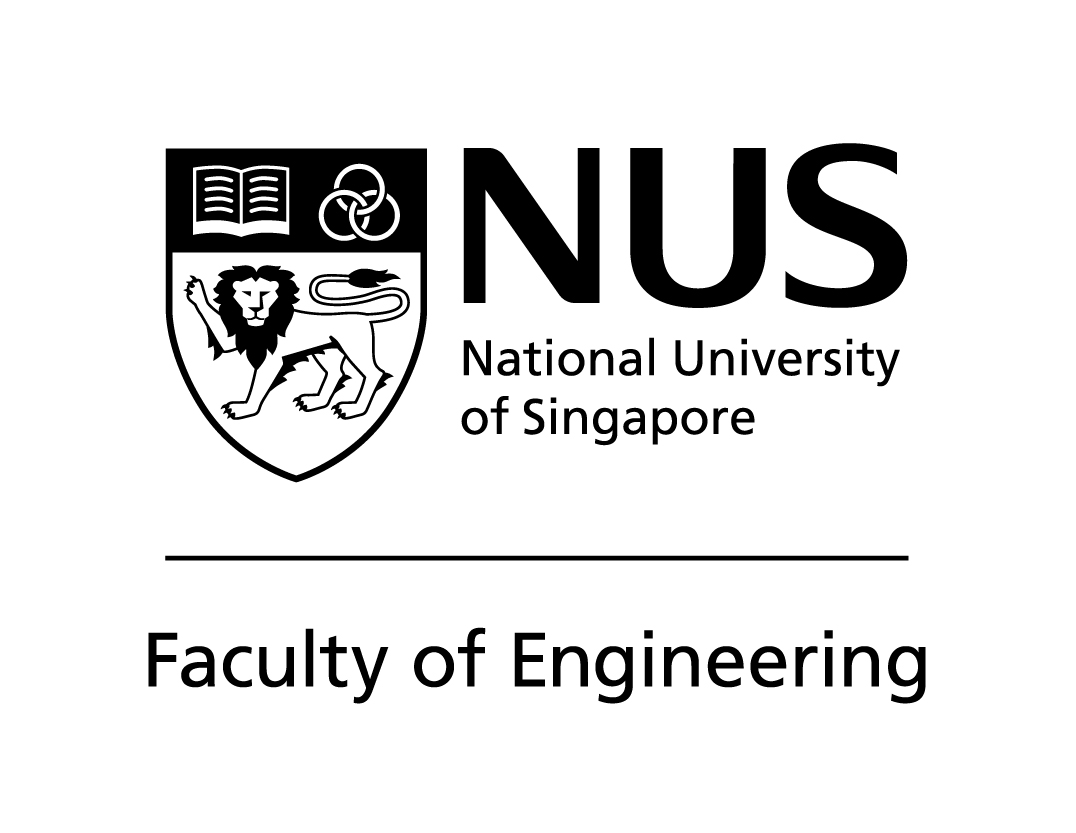 NUS
National University
of Singapore
Faculty of Engineering